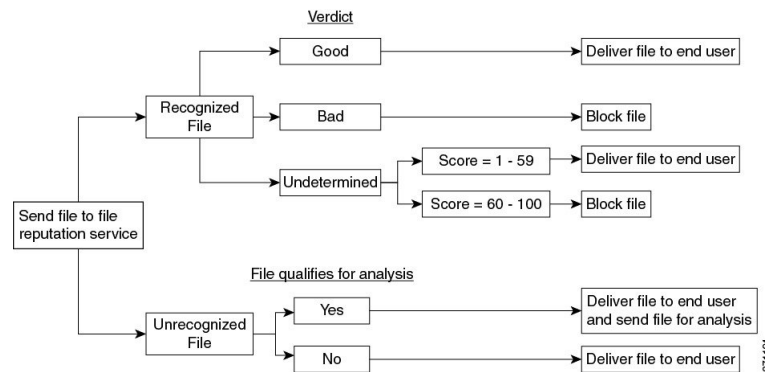 Verdict
Good
Deliver file to end user
Recognized
File
Bad
Block file
Undetermined
Score = 1 - 59
Deliver file to end user
Score = 60 - 100
Block file
Send file to file
reputation service
File qualifies for analysis
Yes
Deliver file to end user
and send file for analysis
Unrecognized
File
No
Deliver file to end user